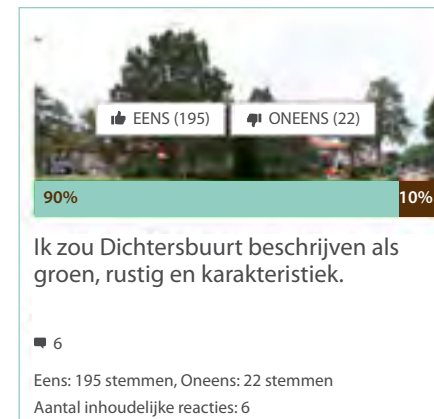 EENS (195) ONEENS (22)
90% 10%
Ik zou Dichtersbuurt beschrijven als
groen, rustig en karakteristiek.
6
Eens: 195 stemmen, Oneens: 22 stemmen
Aantal inhoudelijke reacties: 6